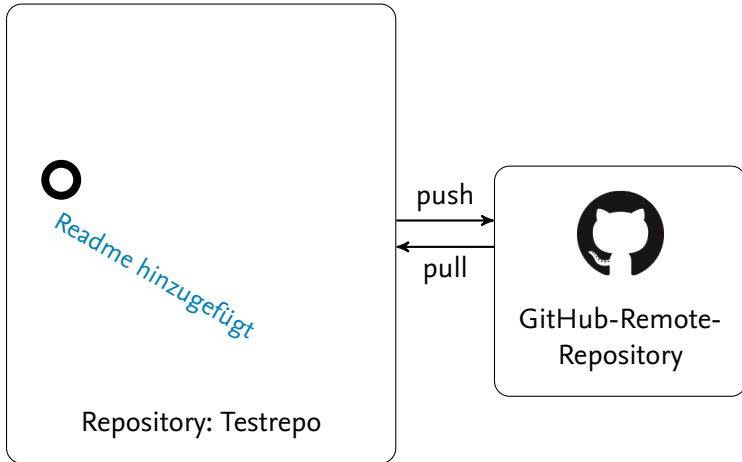 Readme hinzugefügt
Repository: Testrepo
push
pull
GitHub-Remote-
Repository